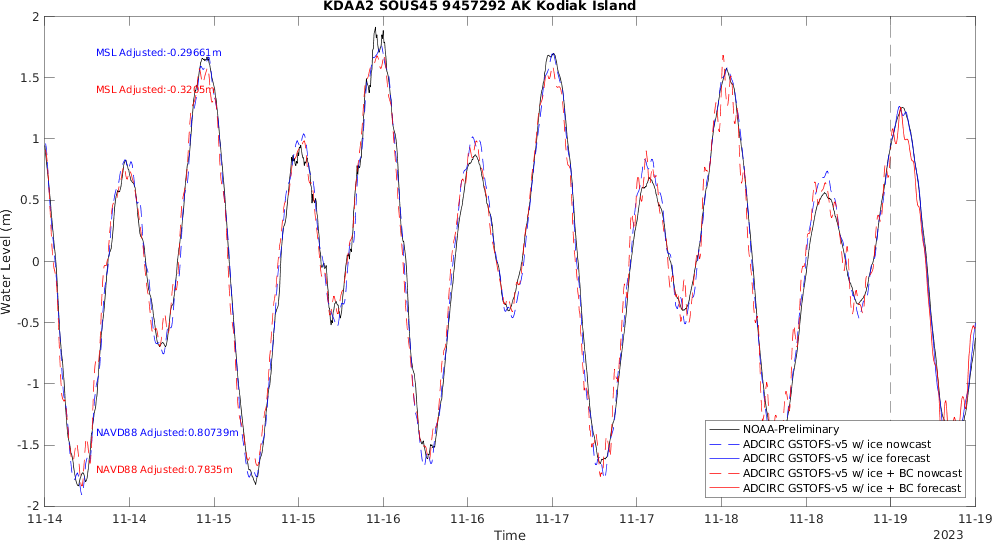 KDAA2 SOUS45 9457292 AK Kodiak Island
2
1.5
1
0.5
0
-0.5
-1
-1.5
-2
Water Level (m)
MSL Adjusted:-0.29661m
MSL Adjusted:-0.3205m
NAVD88 Adjusted:0.80739m
NAVD88 Adjusted:0.7835m
NOAA-Preliminary
ADCIRC GSTOFS-v5 w/ ice nowcast
ADCIRC GSTOFS-v5 w/ ice forecast
ADCIRC GSTOFS-v5 w/ ice + BC nowcast
ADCIRC GSTOFS-v5 w/ ice + BC forecast
11-14 11-14 11-15 11-15 11-16 11-16 11-17 11-17 11-18 11-18 11-19 11-19
Time
2023